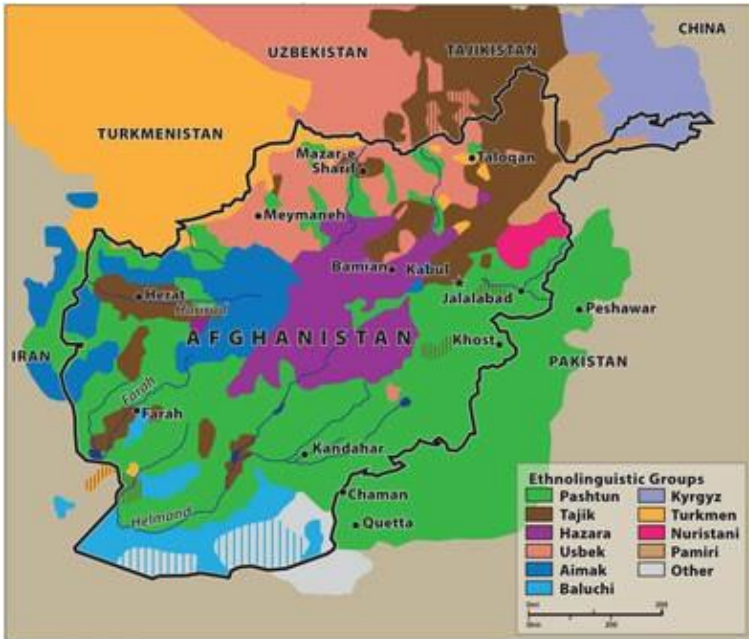 CHINA
UZBEKISTAN
TAJIKISTAN
TURKMENISTAN
Mazar-e
Sharif
Taloqan
Meymaneh
Bamran
Kabul
Herat
Jalalabad
Peshawar
AFGHANISTAN
Khost
IRAN
PAKISTAN
Farah
Farah
Kandahar
Chaman
Helmand
Quetta
Ethnolinguistic Groups
Pashtun
Tajik
Hazara
Usbek
Aimak
Baluchi
Kyrgyz
Turkmen
Nuristani
Pamiri
Other